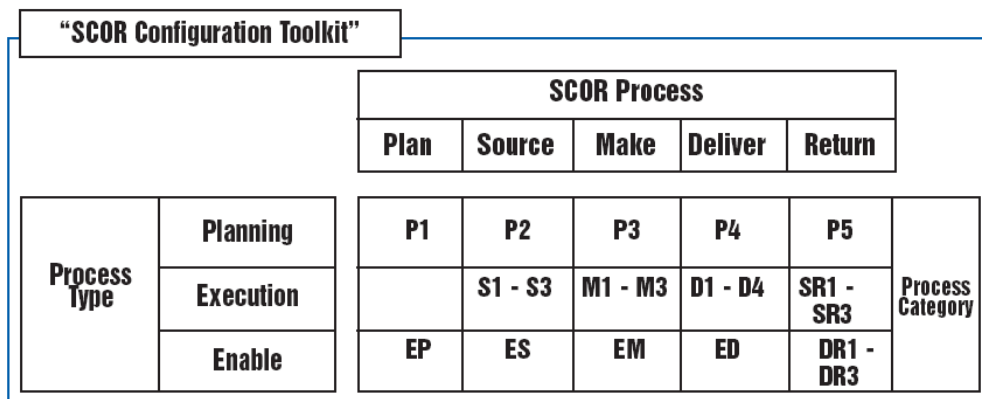 “SCOR Configuration Toolkit”
SCOR Process
Plan Source Make Deliver Return
Planning P1 P2 P3 P4 P5
Process Type
Execution S1 - S3 M1 - M3 D1 - D4 SR1 - SR3
Process Category
Enable EP ES EM ED DR1 - DR3